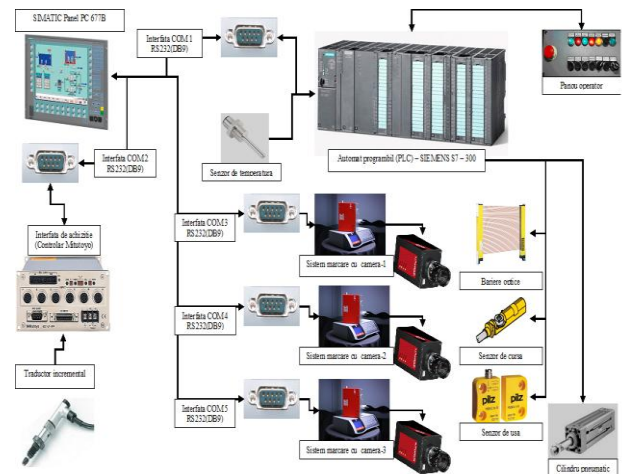 SIMATIC Panel PC 677B
Interfata COM1
RS232(DB9)
Panou operator
Interfata COM2
RS232(DB9)
Senzor de temperatura
Automat programabil (PLC) – SIEMENS S7 – 300
Interfata de achizitie
(Controlar Mitutoyo)
Interfata COM3
RS232(DB9)
Sistem marcare cu camera-1
Bariere optice
Interfata COM4
RS232(DB9)
Sistem marcare cu camera-2
Senzor de cursa
Traductor incremental
Interfata COM5
RS232(DB9)
pilz
pilz
Sistem marcare cu camera-3
Senzor de usa
Cilindru pneumatic